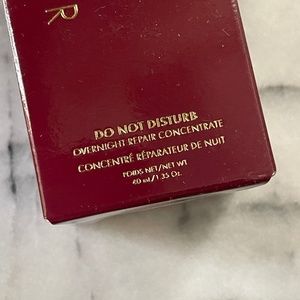 R
DO NOT DISTURB
OVERNIGHT REPAIR CONCENTRATE
CONCENTRÉ RÉPARATEUR DE NUIT
POIDS NET/NET WT
40 ml/1.35 Oz.